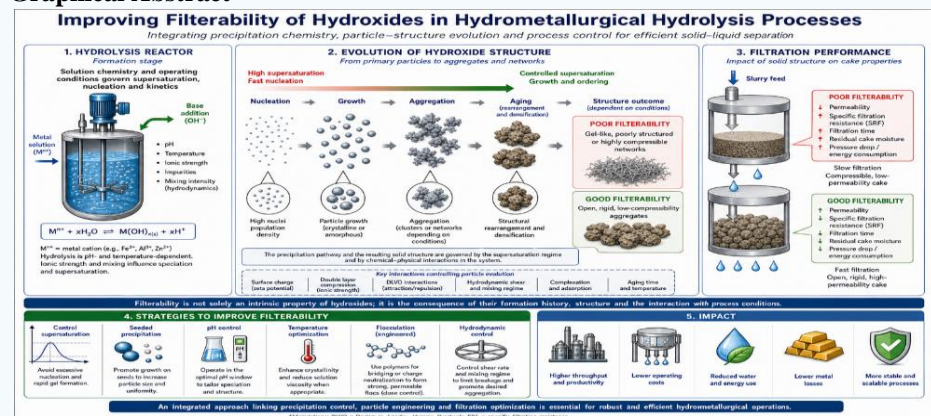 Graphical Abstract
Improving Filterability of Hydroxides in Hydrometallurgical Hydrolysis Processes
Integrating precipitation chemistry, particle–structure evolution and process control for efficient solid–liquid separation
1. HYDROLYSIS REACTOR
Formation stage
Solution chemistry and operating
conditions govern supersaturation,
nucleation and kinetics
Base
addition
(OH⁻)
Metal
solution
(Mⁿ⁺)
• pH
• Temperature
• Ionic strength
• Impurities
• Mixing intensity
(hydrodynamics)
Mⁿ⁺ + xH₂O ⇌ M(OH)ₙ₍ₛ₎ + xH⁺
Mⁿ⁺ = metal cation (e.g., Fe³⁺, Al³⁺, Zn²⁺)
Hydrolysis is pH- and temperature-dependent.
Ionic strength and mixing influence speciation
and supersaturation.
2. EVOLUTION OF HYDROXIDE STRUCTURE
From primary particles to aggregates and networks
High supersaturation
Fast nucleation
Controlled supersaturation
Growth and ordering
Nucleation
Growth
Aggregation
Aging
(rearrangement
and densification)
Structure outcome
(dependent on conditions)
POOR FILTERABILITY
Gel-like, poorly structured
or highly compressible
networks
GOOD FILTERABILITY
Open, rigid, low-compressibility
aggregates
High nuclei
population
density
Particle growth
(crystalline or
amorphous)
Aggregation
(clusters or networks
depending on
conditions)
Structural
rearrangement and
densification
The precipitation pathway and the resulting solid structure are governed by the supersaturation regime
and by chemical–physical interactions in the system.
Key interactions controlling particle evolution
Surface charge
(zeta potential)
Double layer
compression
(ionic strength)
DLVO interactions
(attraction/repulsion)
Hydrodynamic shear
and mixing regime
Complexation
and adsorption
Aging time
and temperature
3. FILTRATION PERFORMANCE
Impact of solid structure on cake properties
Slurry feed
POOR FILTERABILITY
↓ Permeability
↑ Specific filtration
resistance (SRF)
↑ Filtration time
↑ Residual cake moisture
↑ Pressure drop /
energy consumption
Slow filtration
Compressible, low-
permeability cake
GOOD FILTERABILITY
↑ Permeability
↓ Specific filtration
resistance (SRF)
↓ Filtration time
↓ Residual cake moisture
↓ Pressure drop /
energy consumption
Fast filtration
Open, rigid, high-
permeability cake
Filterability is not solely an intrinsic property of hydroxides; it is the consequence of their formation history, structure and the interaction with process conditions.
4. STRATEGIES TO IMPROVE FILTERABILITY
Control
supersaturation
Avoid excessive
nucleation and
rapid gel formation.
Seeded
precipitation
Promote growth on
seeds to increase
particle size and
uniformity.
pH control
pH
Operate in the
optimal pH window
to tailor speciation
and structure.
Temperature
optimization
Enhance crystallinity
and reduce solution
viscosity when
appropriate.
Flocculation
(engineered)
Use polymers for
bridging or charge
neutralization to form
strong, permeable
flocs (dose control).
Hydrodynamic
control
Control shear rate
and mixing regime
to limit breakage and
promote desired
aggregation.
5. IMPACT
Higher throughput
and productivity
Lower operating
costs
Reduced water
and energy use
Lower metal
losses
More stable and
scalable processes
An integrated approach linking precipitation control, particle engineering and filtration optimization is essential for robust and efficient hydrometallurgical operations.